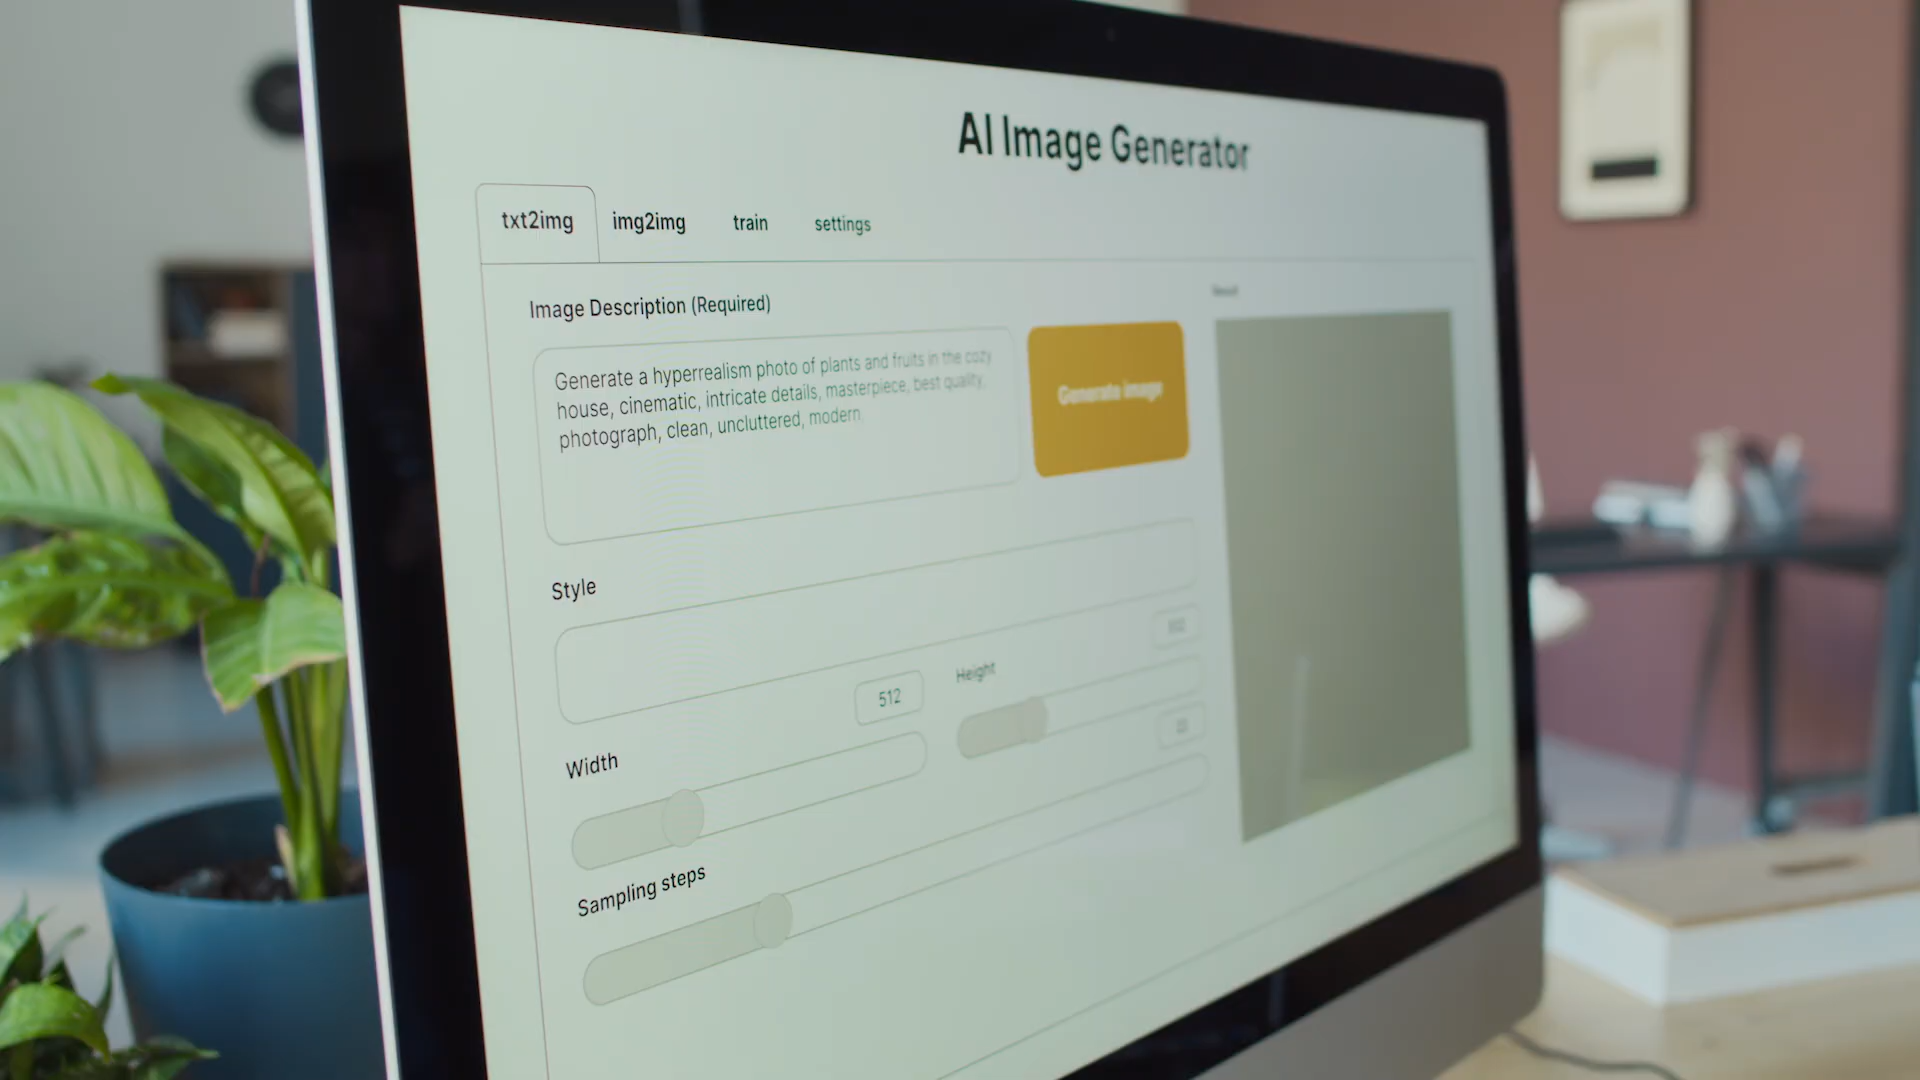 AI Image Generator
txt2img img2img train settings
Image Description (Required)
Generate a hyperrealism photo of plants and fruits in the cozy
house, cinematic, intricate details, masterpiece, best quality,
photograph, clean, uncluttered, modern
Generate image
Style
512
Width
Height
Sampling steps